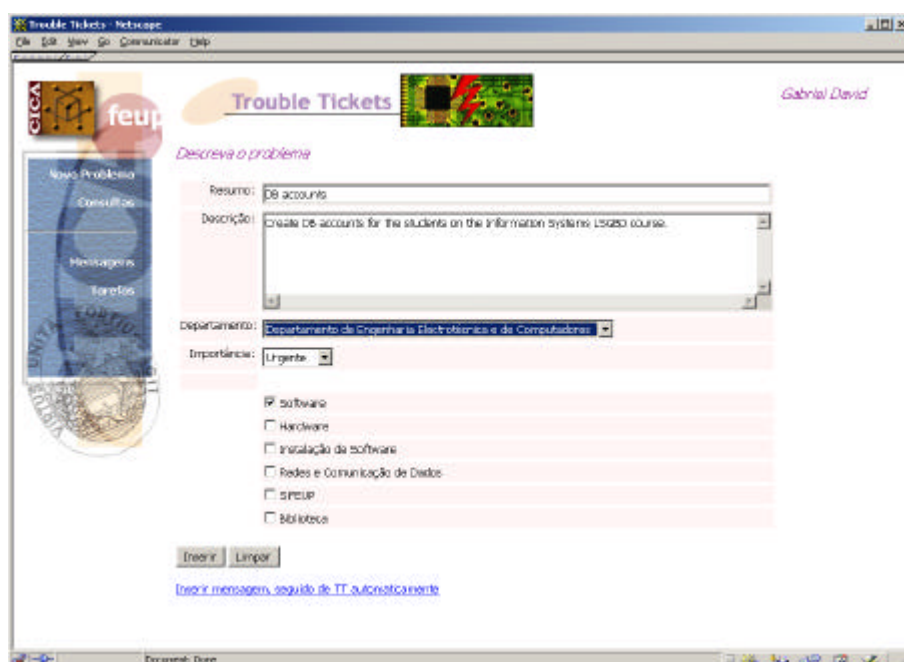 Trouble Tickets - Netscape
File Edit View Go Communicator Help
CICA
feup
Trouble Tickets
Gabriel David
Descreva o problema
Novo Problema
Consultas
Mensagens
Tarefas
Resumo: DB accounts
Descrição: Create DB accounts for the students on the Information Systems course.
Departamento: Departamento de Engenharia Electrotécnica e de Computadores
Importância: Urgente
Software
Hardware
Instalação de Software
Redes e Comunicação de Dados
SIFEUP
Biblioteca
Inserir Limpar
Inserir mensagem, seguido de TT automaticamente
Document: Done